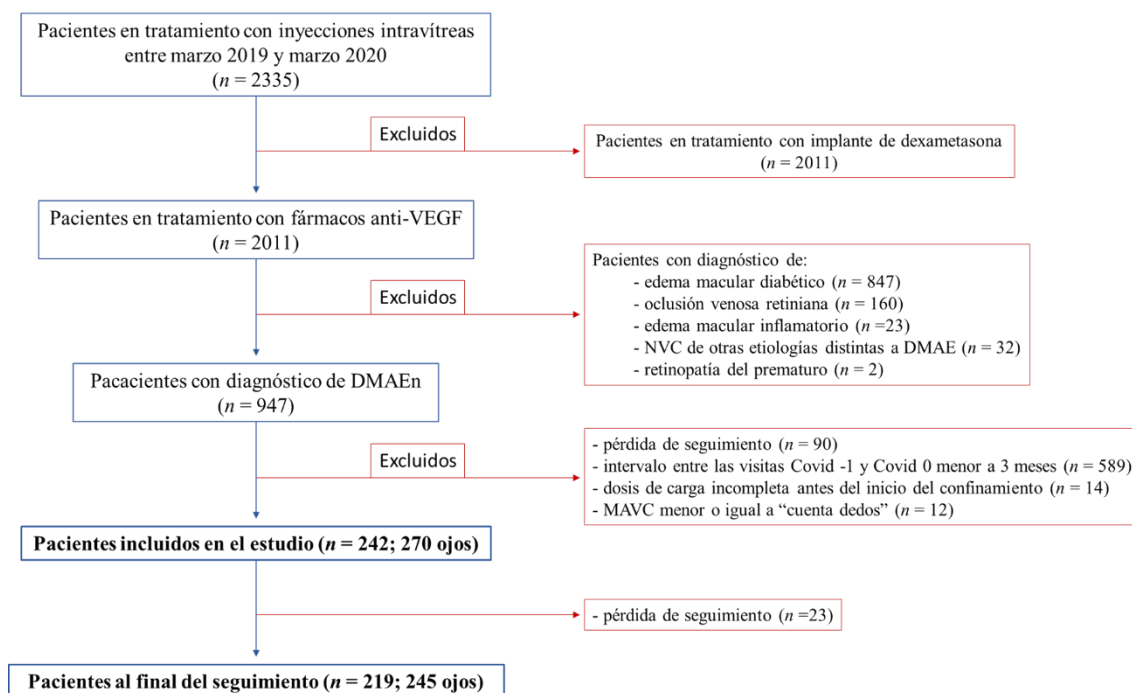 Pacientes en tratamiento con inyecciones intravítreas
entre marzo 2019 y marzo 2020
(n = 2335)
Excluidos
Pacientes en tratamiento con implante de dexametasona
(n = 2011)
Pacientes en tratamiento con fármacos anti-VEGF
(n = 2011)
Excluidos
Pacientes con diagnóstico de:
- edema macular diabético (n = 847)
- oclusión venosa retiniana (n = 160)
- edema macular inflamatorio (n =23)
- NVC de otras etiologías distintas a DMAE (n = 32)
- retinopatía del prematuro (n = 2)
Pacacientes con diagnóstico de DMAEn
(n = 947)
Excluidos
- pérdida de seguimiento (n = 90)
- intervalo entre las visitas Covid -1 y Covid 0 menor a 3 meses (n = 589)
- dosis de carga incompleta antes del inicio del confinamiento (n = 14)
- MAVC menor o igual a “cuenta dedos” (n = 12)
Pacientes incluidos en el estudio (n = 242; 270 ojos)
- pérdida de seguimiento (n =23)
Pacientes al final del seguimiento (n = 219; 245 ojos)